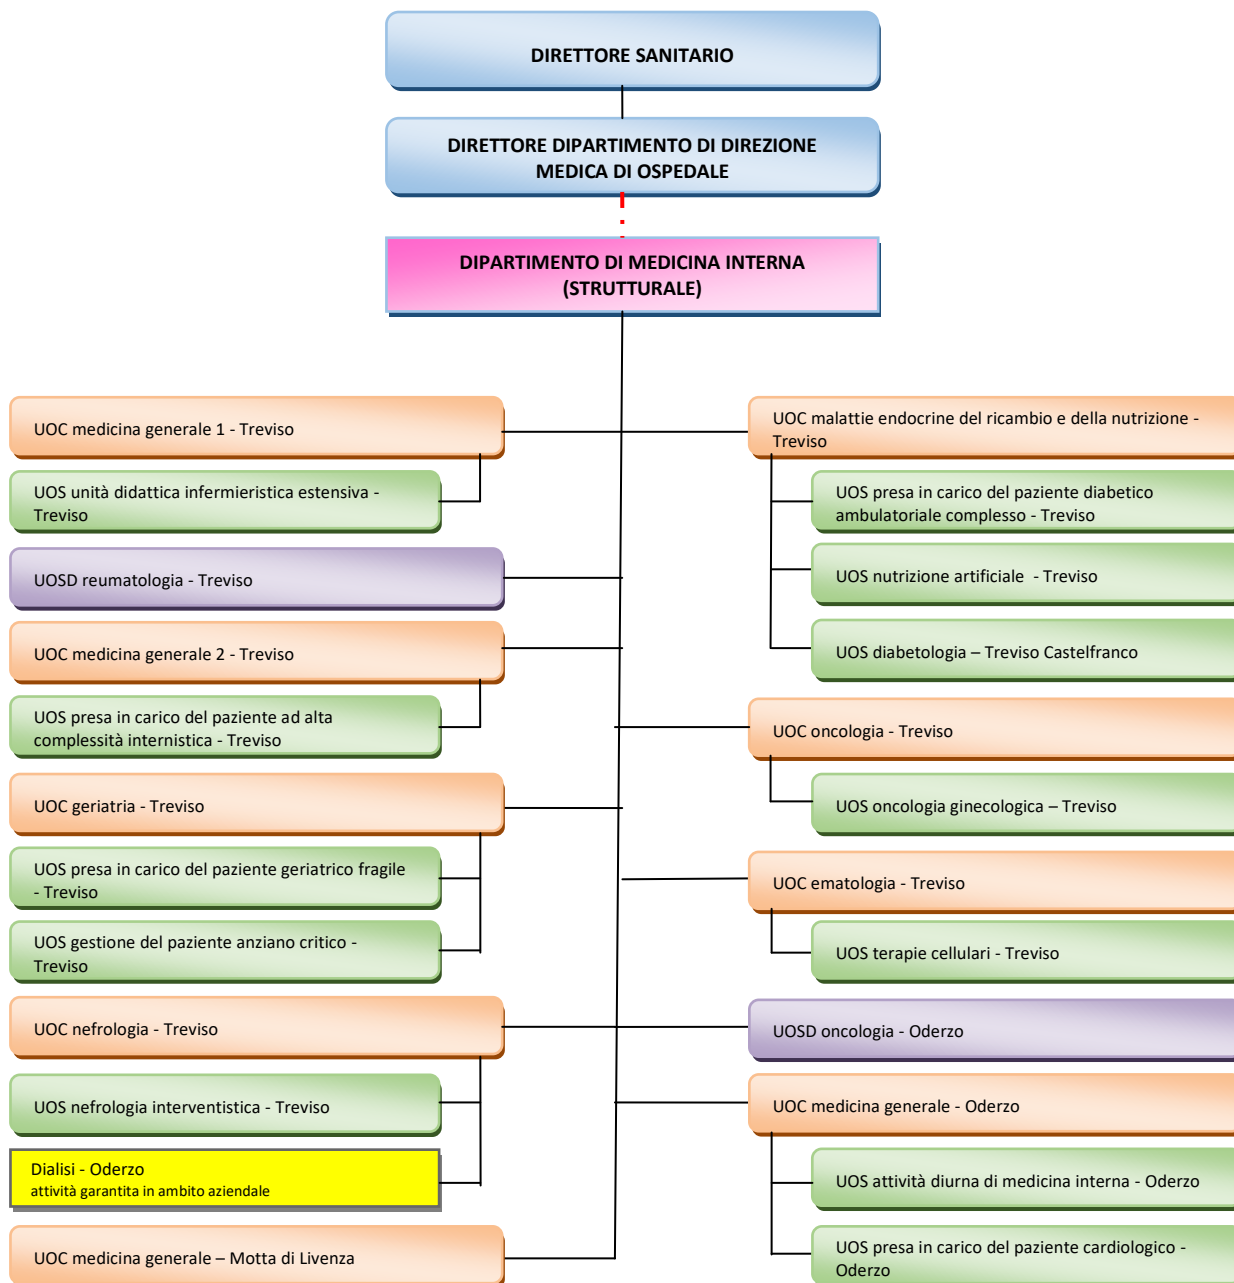 DIRETTORE SANITARIO
DIRETTORE DIPARTIMENTO DI DIREZIONE
MEDICA DI OSPEDALE
DIPARTIMENTO DI MEDICINA INTERNA
(STRUTTURALE)
UOC medicina generale 1 - Treviso
UOS unità didattica infermieristica estensiva -
Treviso
UOSD reumatologia - Treviso
UOC medicina generale 2 - Treviso
UOS presa in carico del paziente ad alta
complessità internistica - Treviso
UOC geriatria - Treviso
UOS presa in carico del paziente geriatrico fragile
- Treviso
UOS gestione del paziente anziano critico -
Treviso
UOC nefrologia - Treviso
UOS nefrologia interventistica - Treviso
Dialisi - Oderzo
attività garantita in ambito aziendale
UOC medicina generale – Motta di Livenza
UOC malattie endocrine del ricambio e della nutrizione -
Treviso
UOS presa in carico del paziente diabetico
ambulatoriale complesso - Treviso
UOS nutrizione artificiale  - Treviso
UOS diabetologia – Treviso Castelfranco
UOC oncologia - Treviso
UOS oncologia ginecologica – Treviso
UOC ematologia - Treviso
UOS terapie cellulari - Treviso
UOSD oncologia - Oderzo
UOC medicina generale - Oderzo
UOS attività diurna di medicina interna - Oderzo
UOS presa in carico del paziente cardiologico -
Oderzo